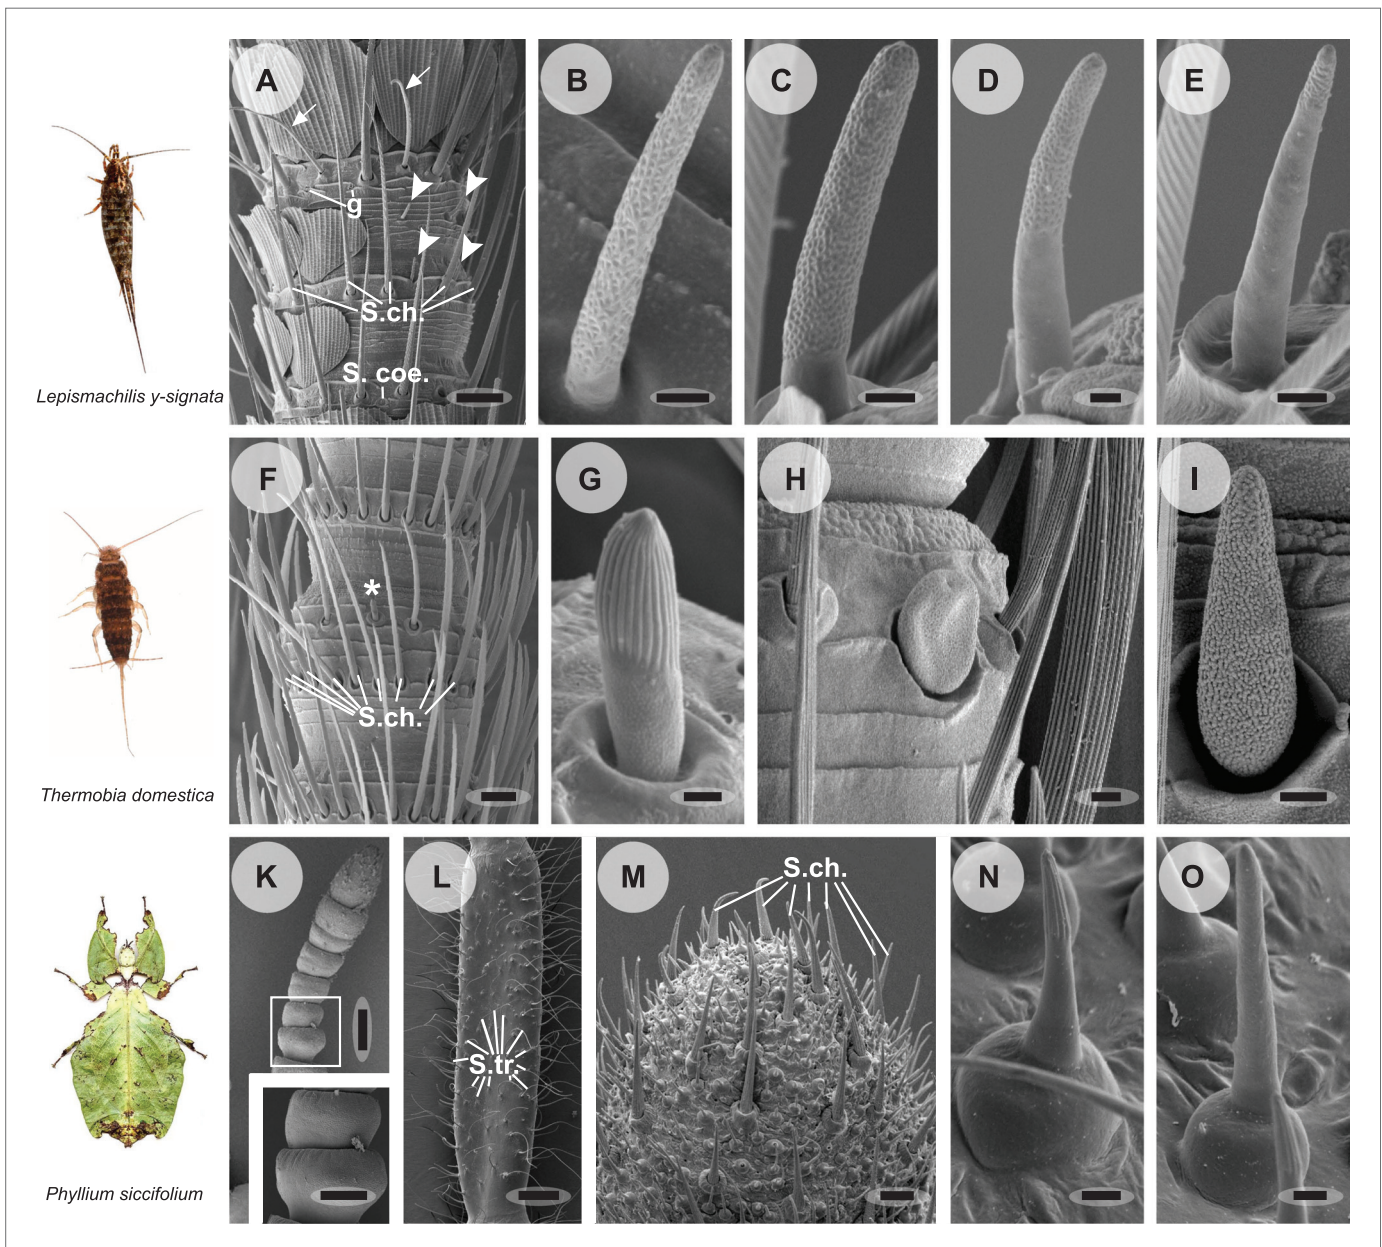 A
B
C
D
E
g
S.ch.
S. coe.
Lepismachilis y-signata
F
G
H
I
*
S.ch.
Thermobia domestica
K
L
M
N
O
S.ch.
S.tr.
Phyllium siccifolium